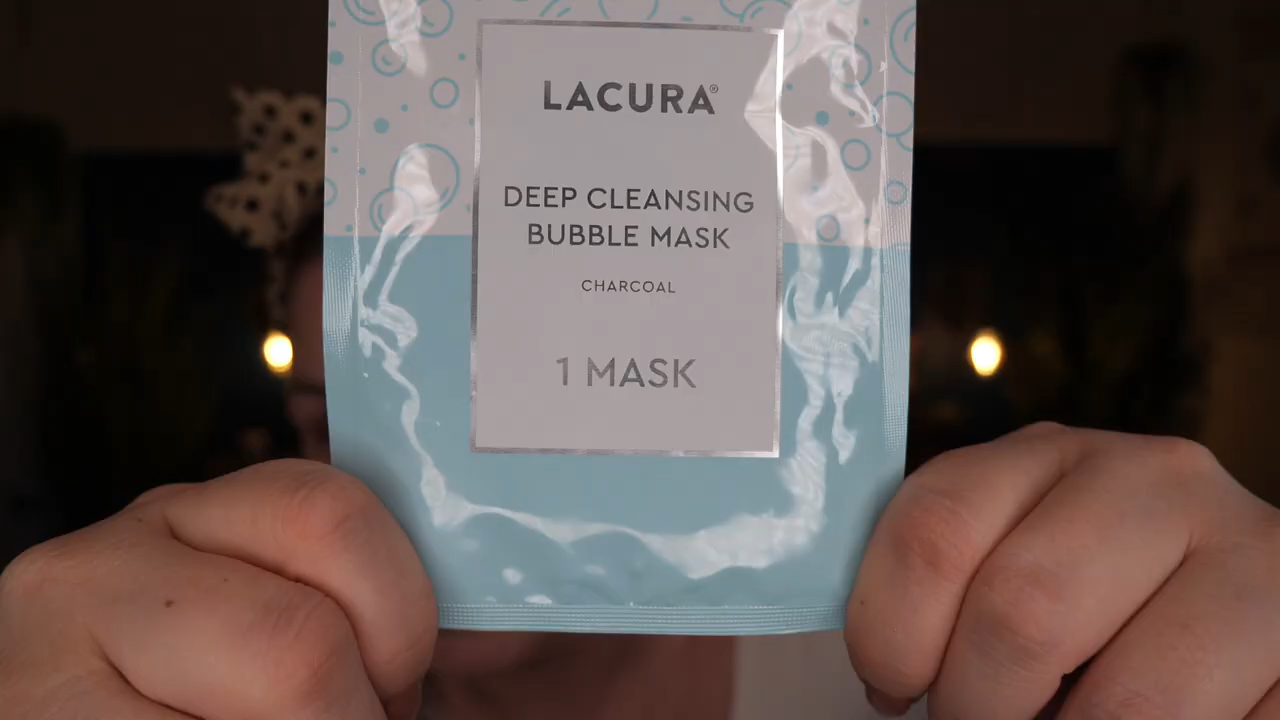 LACURA®
DEEP CLEANSING
BUBBLE MASK
CHARCOAL
1 MASK